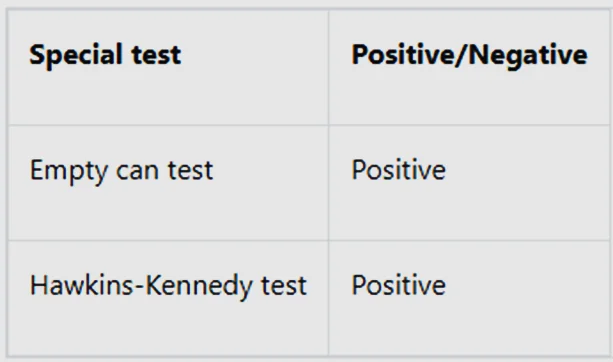 Special test Positive/Negative
Empty can test Positive
Hawkins-Kennedy test Positive